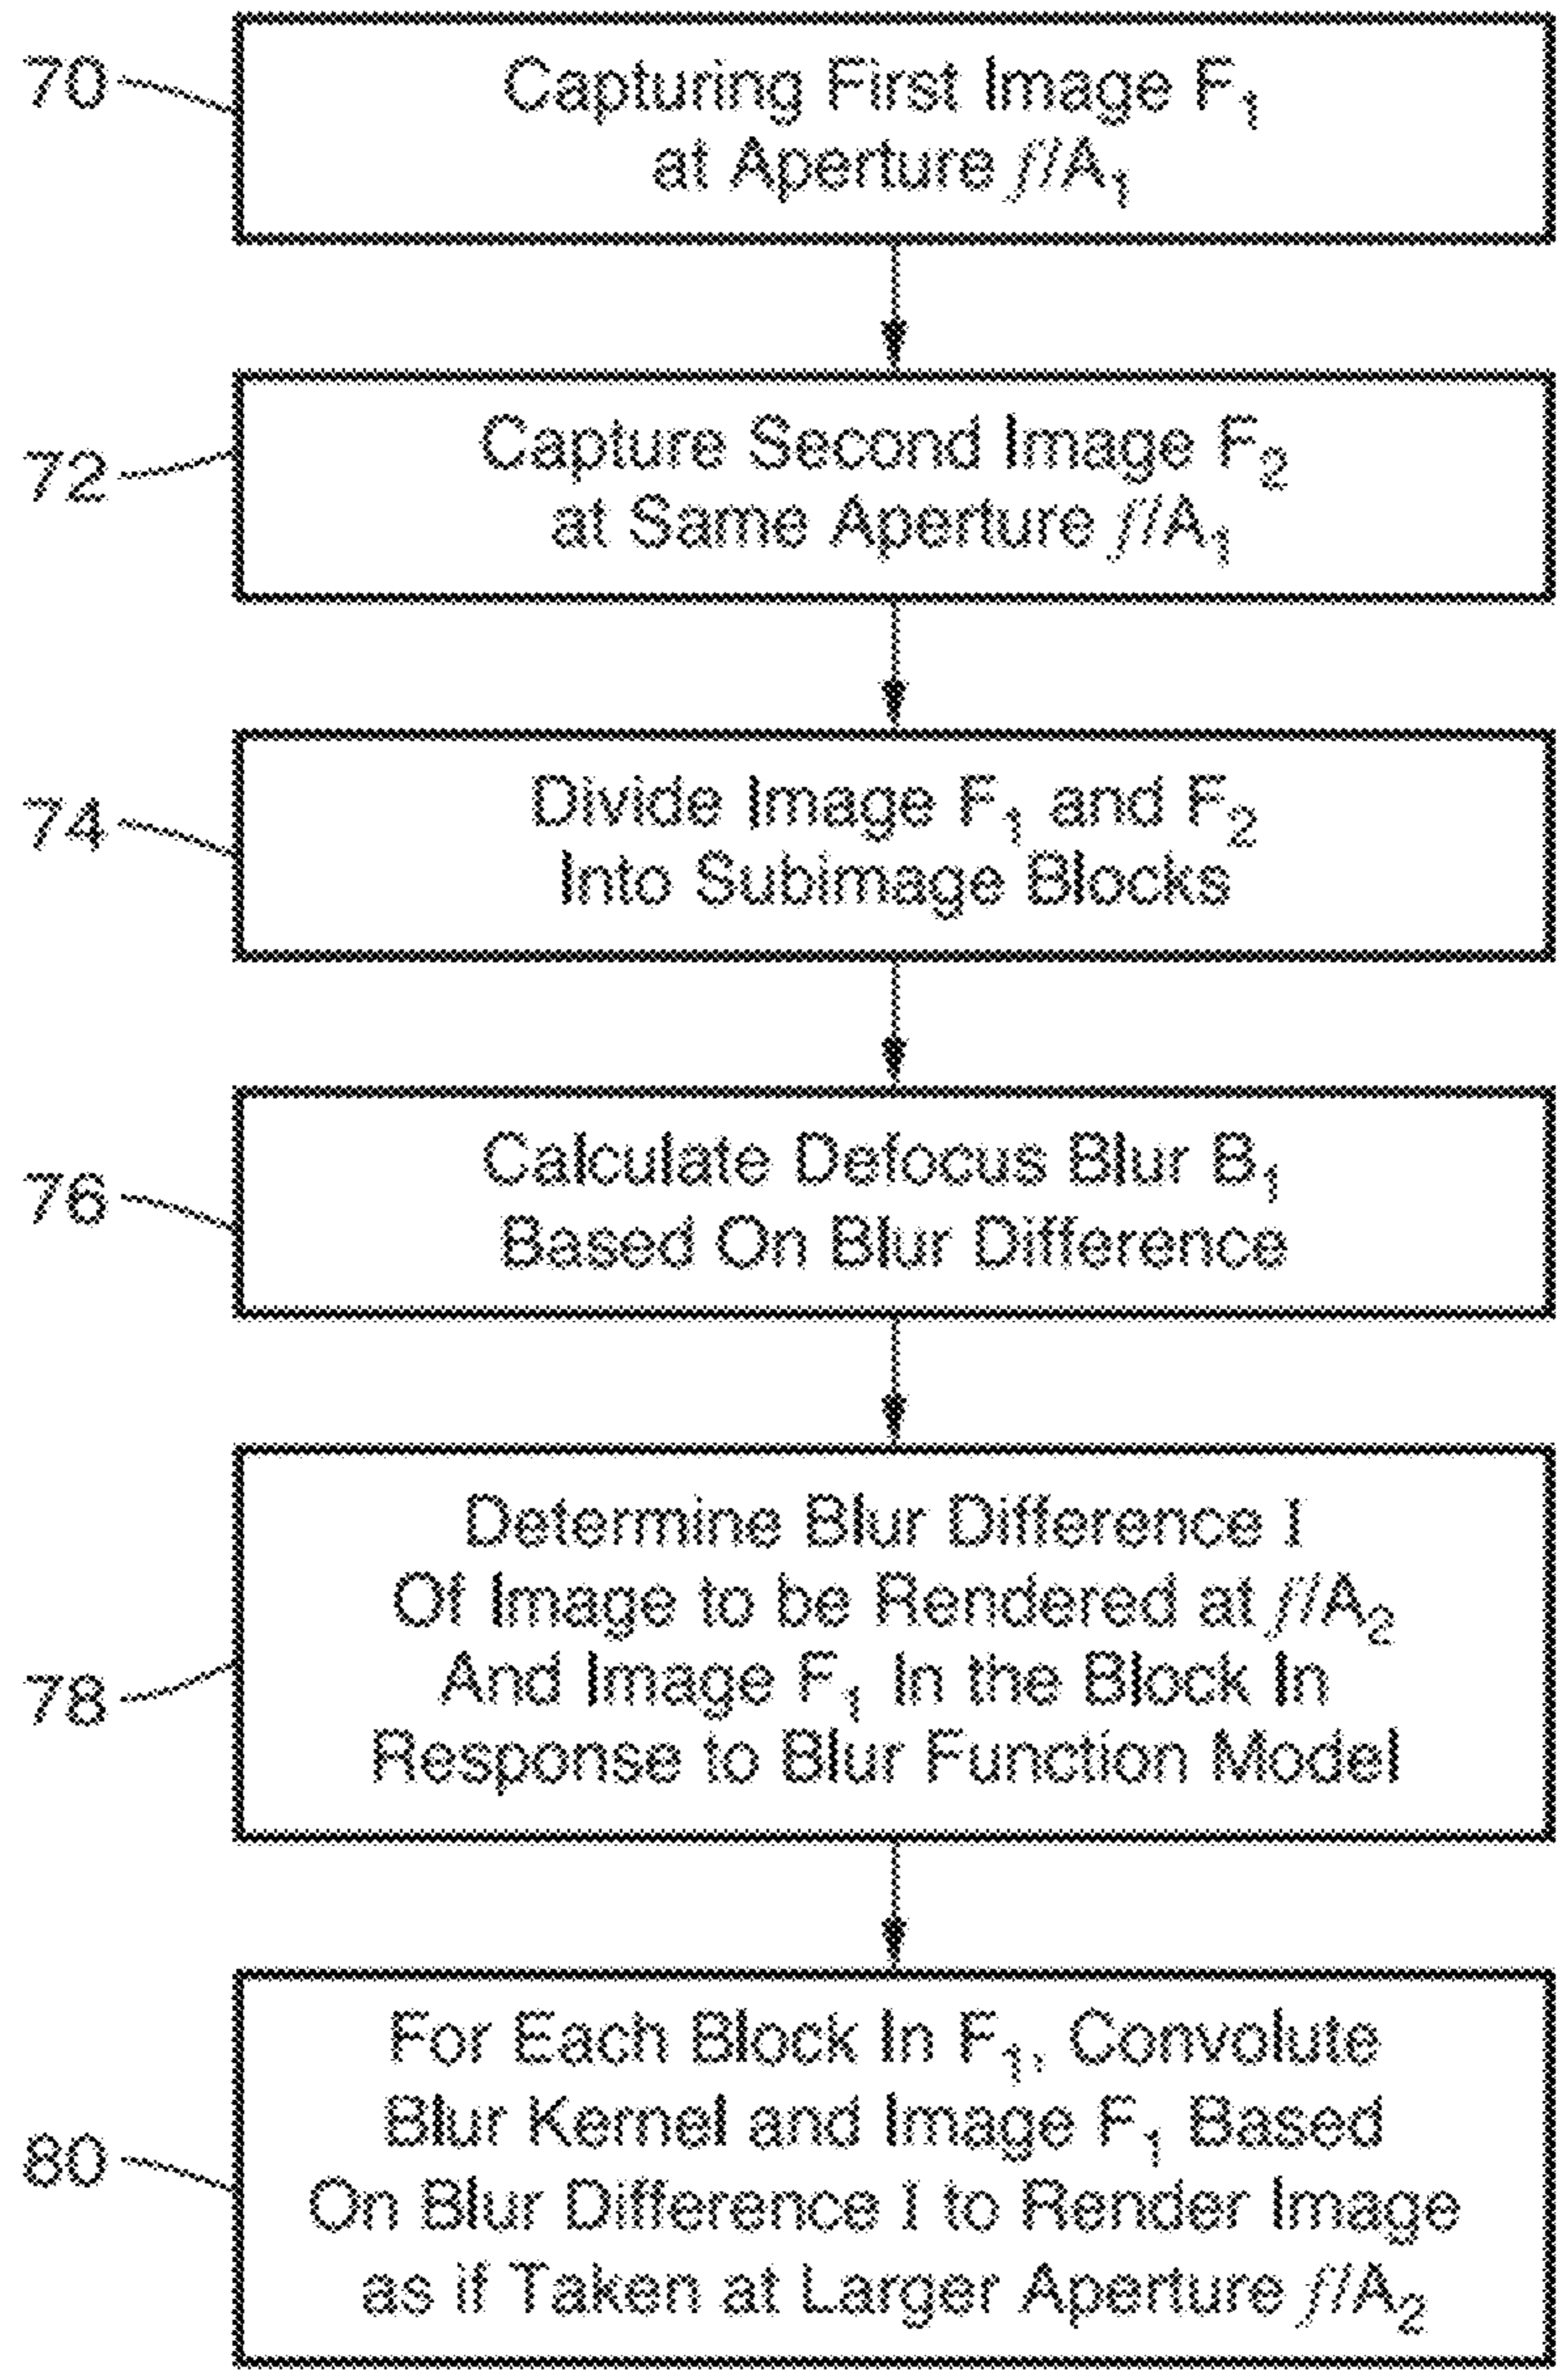 70
Capturing First Image F₁
at Aperture f/A₁
72
Capture Second Image F₂
at Same Aperture f/A₁
74
Divide Image F₁ and F₂
Into Subimage Blocks
76
Calculate Defocus Blur B₁
Based On Blur Difference
78
Determine Blur Difference I
Of Image to be Rendered at f/A₂
And Image F₁ In the Block In
Response to Blur Function Model
80
For Each Block In F₁, Convolute
Blur Kernel and Image F₁ Based
On Blur Difference I to Render Image
as if Taken at Larger Aperture f/A₂